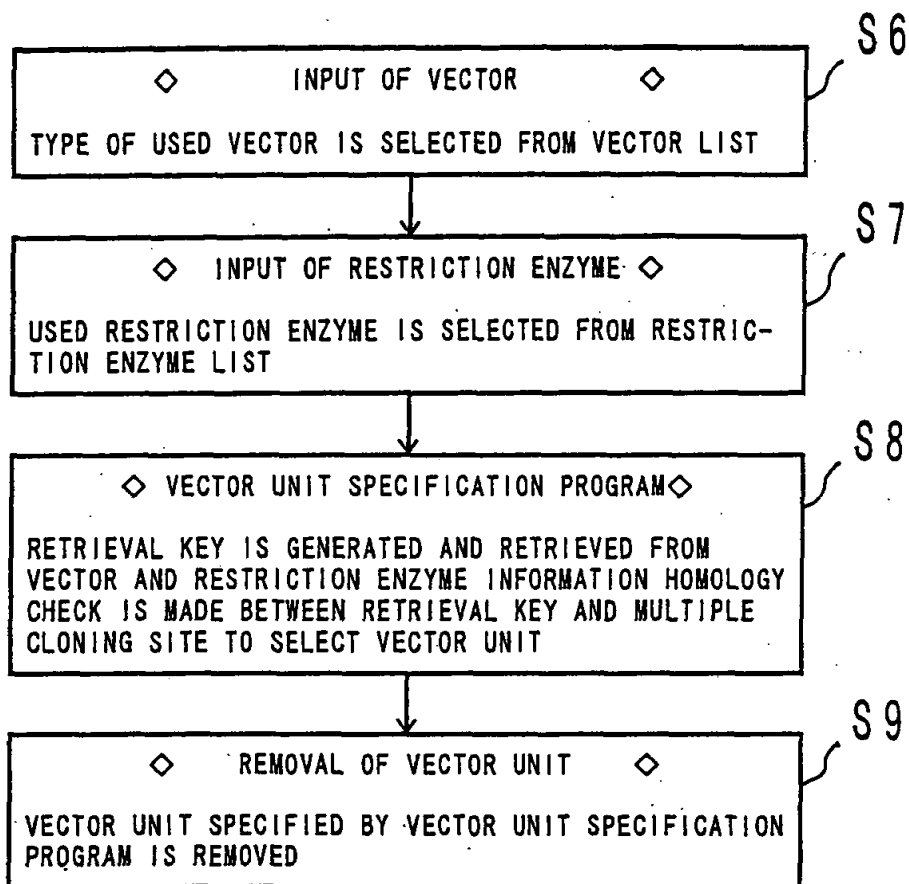 S6
◇ INPUT OF VECTOR ◇
TYPE OF USED VECTOR IS SELECTED FROM VECTOR LIST
S7
◇ INPUT OF RESTRICTION ENZYME ◇
USED RESTRICTION ENZYME IS SELECTED FROM RESTRIC-
TION ENZYME LIST
S8
◇ VECTOR UNIT SPECIFICATION PROGRAM ◇
RETRIEVAL KEY IS GENERATED AND RETRIEVED FROM
VECTOR AND RESTRICTION ENZYME INFORMATION HOMOLOGY
CHECK IS MADE BETWEEN RETRIEVAL KEY AND MULTIPLE
CLONING SITE TO SELECT VECTOR UNIT
S9
◇ REMOVAL OF VECTOR UNIT ◇
VECTOR UNIT SPECIFIED BY VECTOR UNIT SPECIFICATION
PROGRAM IS REMOVED